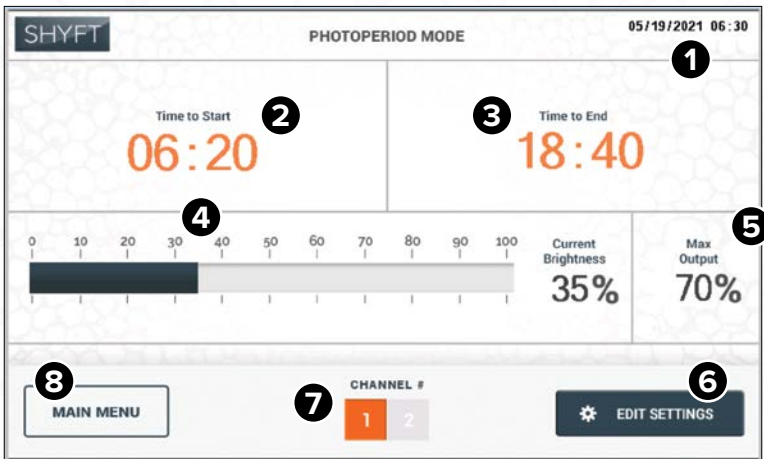 SHYFT
PHOTOPERIOD MODE
05/19/2021 06:30
1
Time to Start 2
06:20
3 Time to End
18:40
4
0 10 20 30 40 50 60 70 80 90 100
Current
Brightness
35%
5
Max
Output
70%
8
MAIN MENU
7
CHANNEL #
1 2
6
EDIT SETTINGS